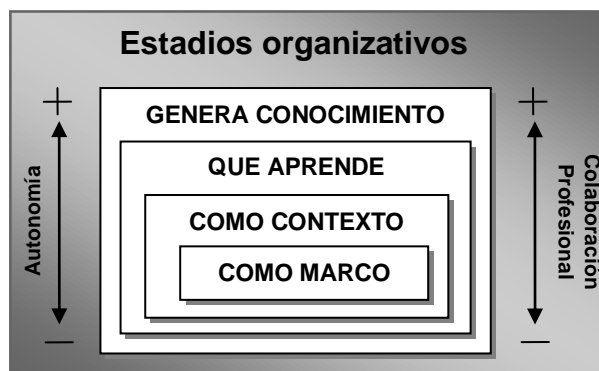 Estadios organizativos
+
+
GENERA CONOCIMIENTO
QUE APRENDE
COMO CONTEXTO
COMO MARCO
Autonomía
Colaboración
Profesional
—
—